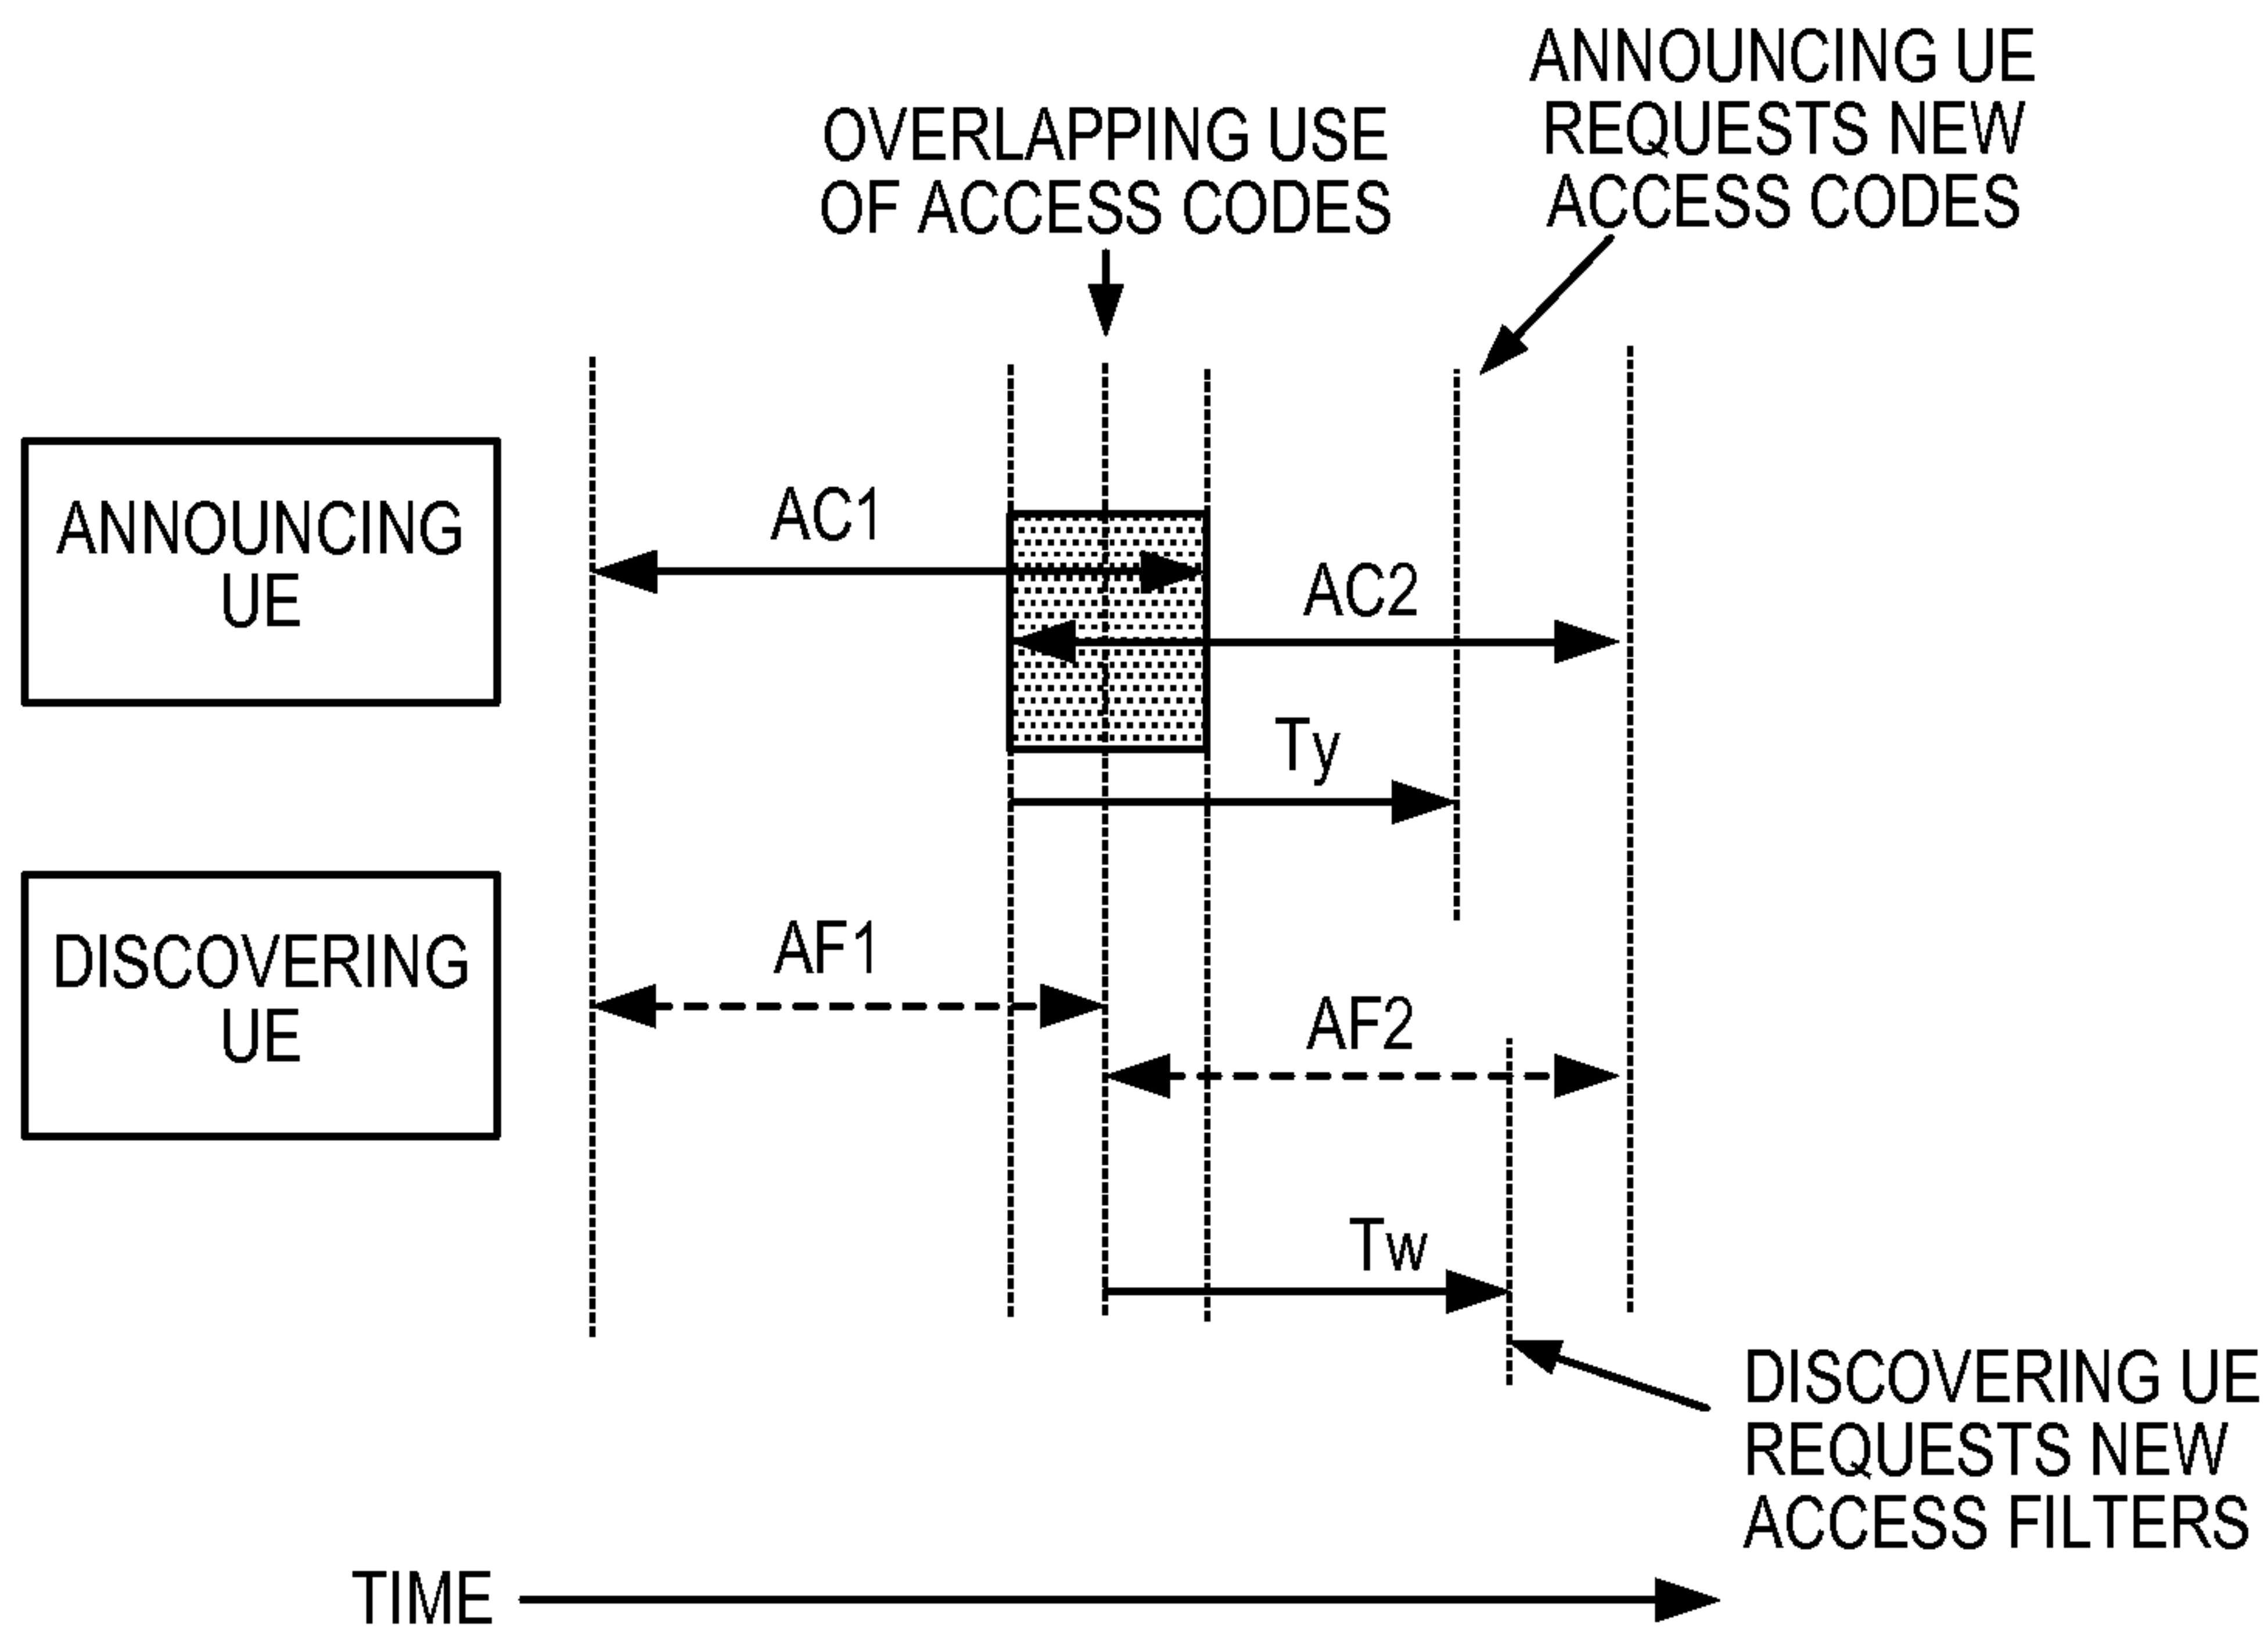 ANNOUNCING UE
REQUESTS NEW
ACCESS CODES
OVERLAPPING USE
OF ACCESS CODES
ANNOUNCING
UE
AC1
AC2
Ty
DISCOVERING
UE
AF1
AF2
Tw
DISCOVERING UE
REQUESTS NEW
ACCESS FILTERS
TIME